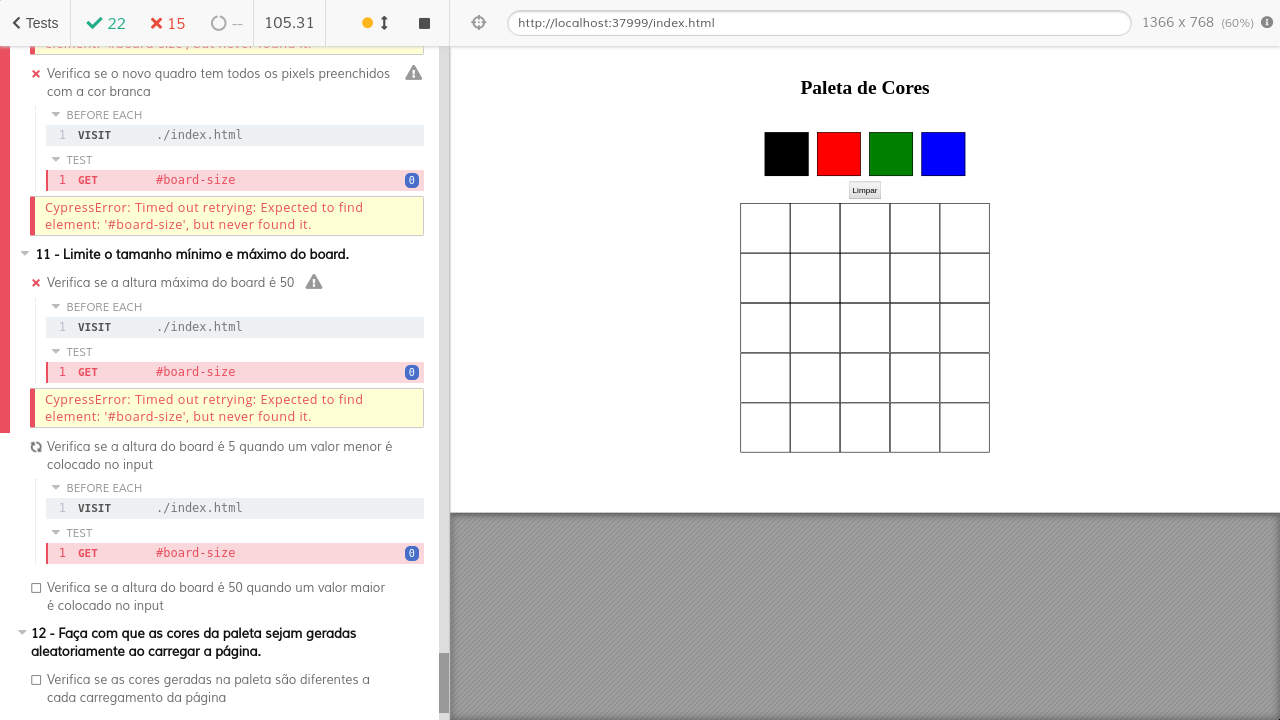 Tests
22
15
--
105.31
http://localhost:37999/index.html
1366 x 768 (60%)
element: '#board-size', but never found it.
Verifica se o novo quadro tem todos os pixels preenchidos
com a cor branca
BEFORE EACH
1 VISIT ./index.html
TEST
1 GET #board-size 0
CypressError: Timed out retrying: Expected to find
element: '#board-size', but never found it.
11 - Limite o tamanho mínimo e máximo do board.
Verifica se a altura máxima do board é 50
BEFORE EACH
1 VISIT ./index.html
TEST
1 GET #board-size 0
CypressError: Timed out retrying: Expected to find
element: '#board-size', but never found it.
Verifica se a altura do board é 5 quando um valor menor é
colocado no input
BEFORE EACH
1 VISIT ./index.html
TEST
1 GET #board-size 0
Verifica se a altura do board é 50 quando um valor maior
é colocado no input
12 - Faça com que as cores da paleta sejam geradas
aleatoriamente ao carregar a página.
Verifica se as cores geradas na paleta são diferentes a
cada carregamento da página
Paleta de Cores
Limpar